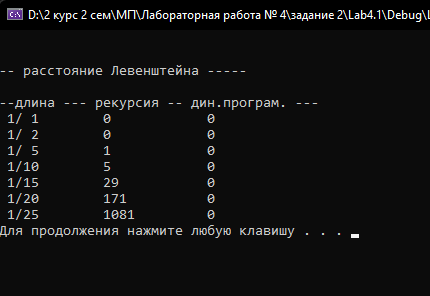 D:\2 курс 2 сем\МП\Лабораторная работа № 4\задание 2\Lab4.1\Debug\
-- расстояние Левенштейна -----
--длина --- рекурсия -- дин.програм. ---
1/ 1 0 0
1/ 2 0 0
1/ 5 1 0
1/10 5 0
1/15 29 0
1/20 171 0
1/25 1081 0
Для продолжения нажмите любую клавишу . . .